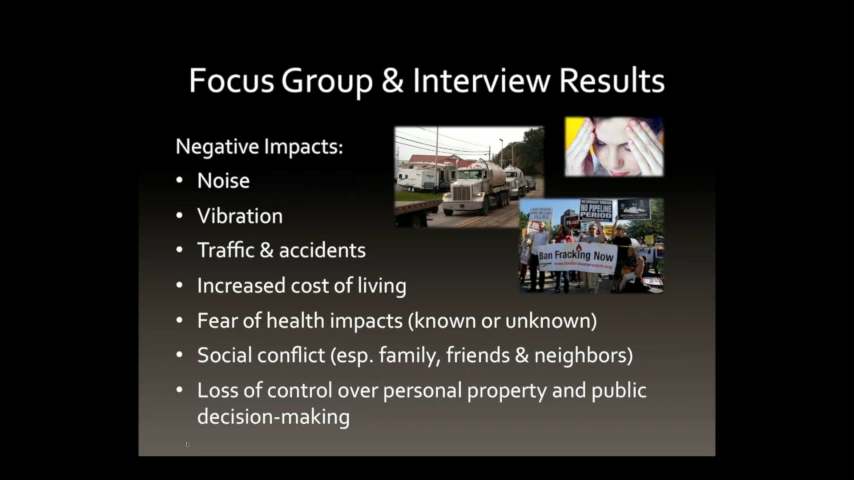 Focus Group & Interview Results
Negative Impacts:
• Noise
• Vibration
• Traffic & accidents
• Increased cost of living
• Fear of health impacts (known or unknown)
• Social conflict (esp. family, friends & neighbors)
• Loss of control over personal property and public
decision-making
NO PIPELINE
PERIOD
Ban Fracking Now